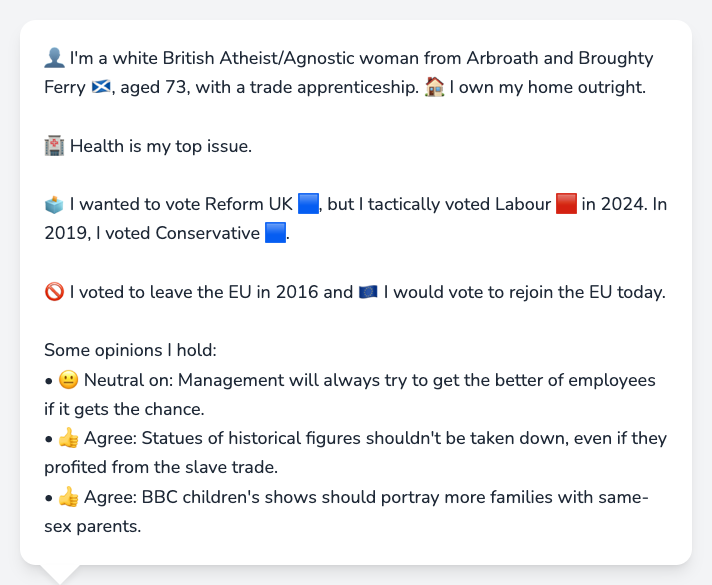 👤 I'm a white British Atheist/Agnostic woman from Arbroath and Broughty
Ferry 🏴󠁧󠁢󠁳󠁣󠁴󠁿, aged 73, with a trade apprenticeship. 🏠 I own my home outright.
🏥 Health is my top issue.
🗳️ I wanted to vote Reform UK 🟦, but I tactically voted Labour 🟥 in 2024. In
2019, I voted Conservative 🟦.
🚫 I voted to leave the EU in 2016 and 🇪🇺 I would vote to rejoin the EU today.
Some opinions I hold:
• 😐 Neutral on: Management will always try to get the better of employees
if it gets the chance.
• 👍 Agree: Statues of historical figures shouldn't be taken down, even if they
profited from the slave trade.
• 👍 Agree: BBC children's shows should portray more families with same-
sex parents.